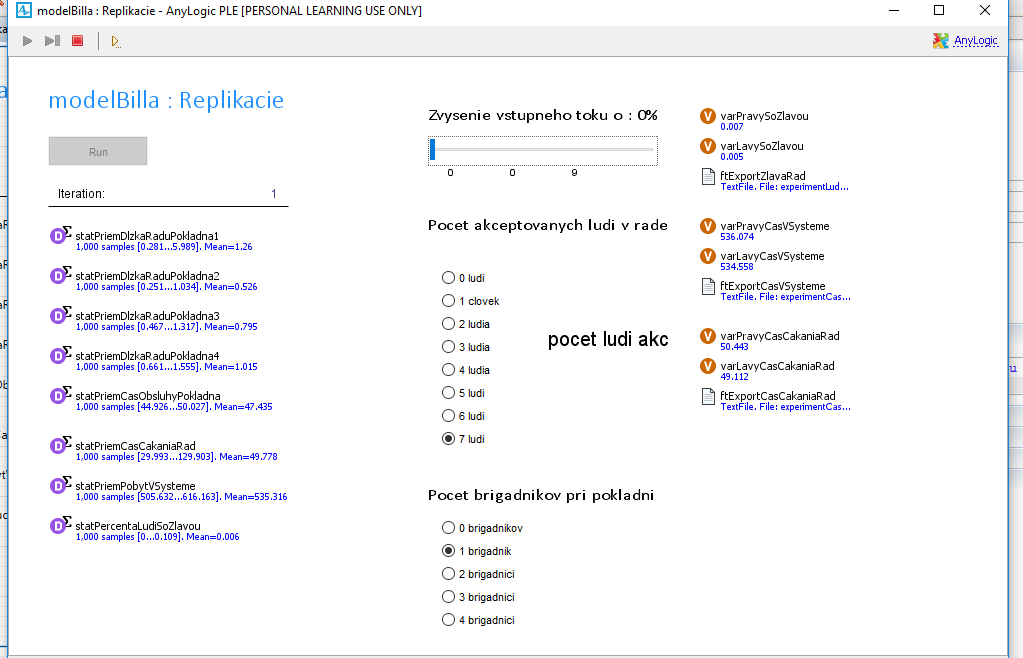 modelBilla : Replikacie - AnyLogic PLE [PERSONAL LEARNING USE ONLY]
AnyLogic
modelBilla : Replikacie
Run
Iteration: 1
statPriemDlzkaRaduPokladna1
1,000 samples [0.281...5.989]. Mean=1.26
statPriemDlzkaRaduPokladna2
1,000 samples [0.251...1.034]. Mean=0.526
statPriemDlzkaRaduPokladna3
1,000 samples [0.467...1.317]. Mean=0.795
statPriemDlzkaRaduPokladna4
1,000 samples [0.661...1.555]. Mean=1.015
statPriemCasObsluhyPokladna
1,000 samples [44.926...50.027]. Mean=47.435
statPriemCasCakaniaRad
1,000 samples [29.993...129.903]. Mean=49.778
statPriemPobytVSysteme
1,000 samples [505.632...616.163]. Mean=535.316
statPercentaLudiSoZlavou
1,000 samples [0...0.109]. Mean=0.006
Zvysenie vstupneho toku o : 0%
0 0 9
Pocet akceptovanych ludi v rade
0 ludi
1 clovek
2 ludia
3 ludia
4 ludia
5 ludi
6 ludi
7 ludi
pocet ludi akc
Pocet brigadnikov pri pokladni
0 brigadnikov
1 brigadnik
2 brigadnici
3 brigadnici
4 brigadnici
varPravySoZlavou
0.007
varLavySoZlavou
0.005
ftExportZlavaRad
TextFile. File: experimentLud...
varPravyCasVSysteme
536.074
varLavyCasVSysteme
534.558
ftExportCasVSysteme
TextFile. File: experimentCas...
varPravyCasCakaniaRad
50.443
varLavyCasCakaniaRad
49.112
ftExportCasCakaniaRad
TextFile. File: experimentCas...